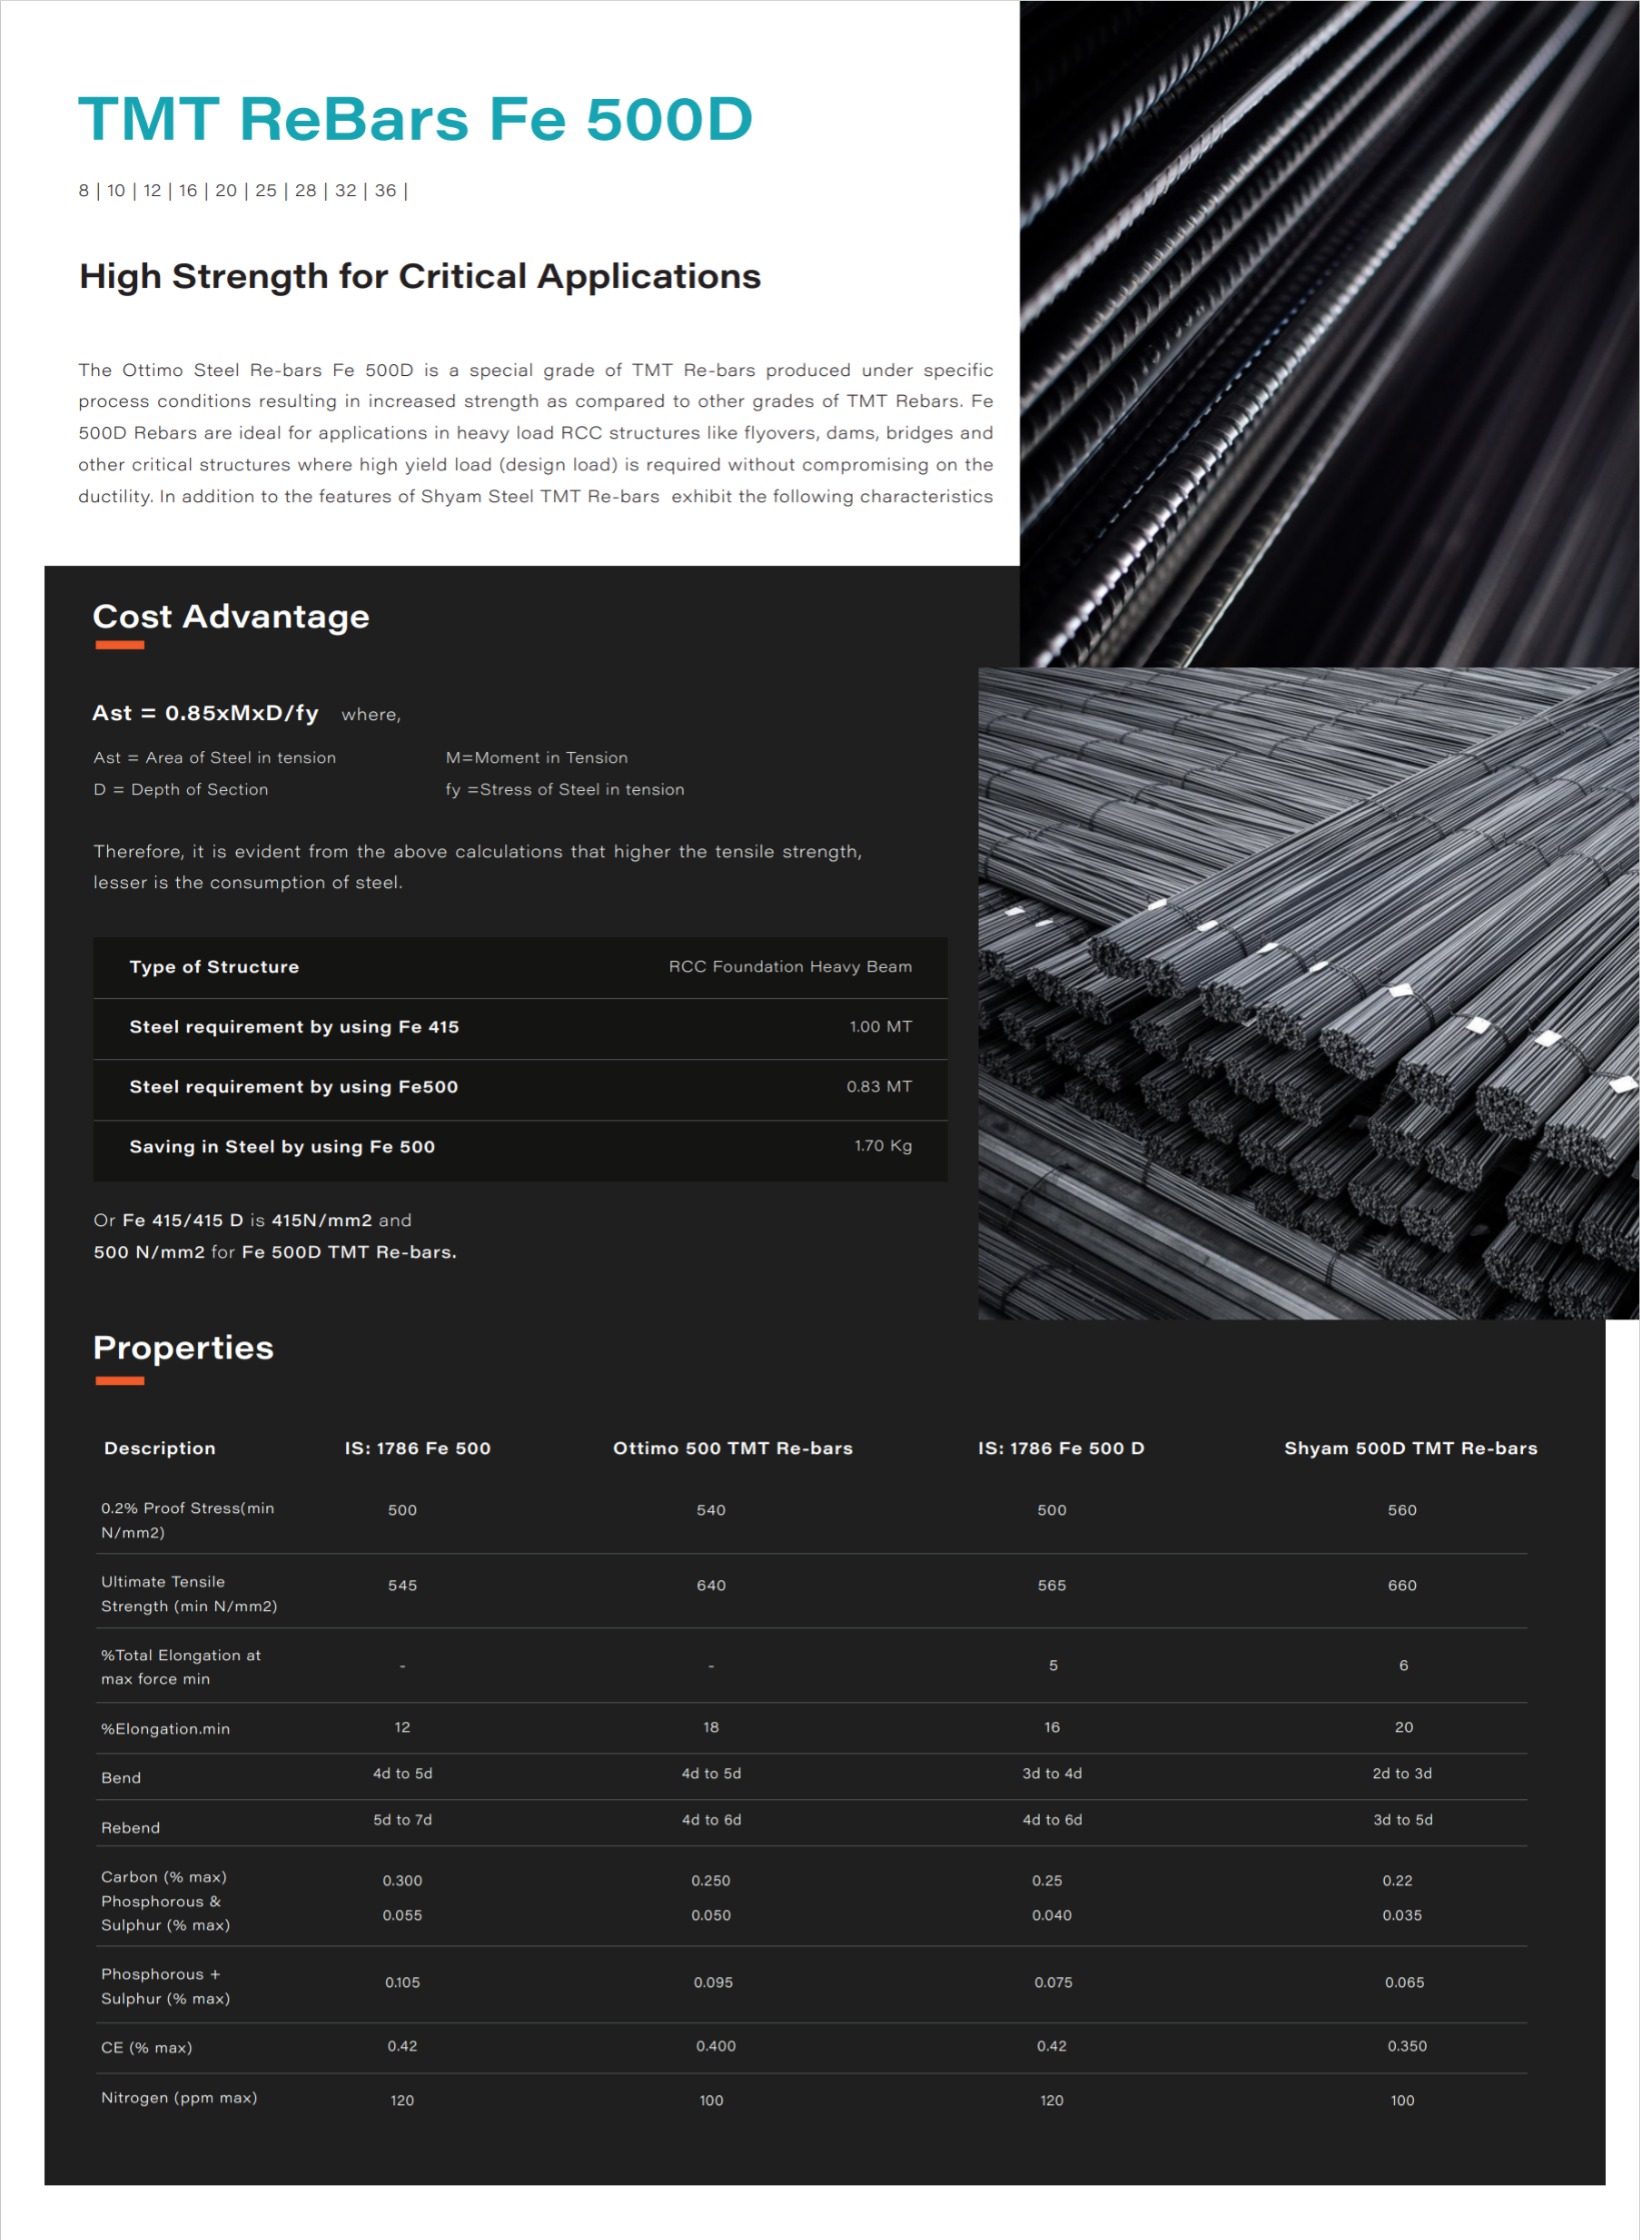 TMT ReBars Fe 500D
8 | 10 | 12 | 16 | 20 | 25 | 28 | 32 | 36 |
High Strength for Critical Applications
The Ottimo Steel Re-bars Fe 500D is a special grade of TMT Re-bars produced under specific
process conditions resulting in increased strength as compared to other grades of TMT Rebars. Fe
500D Rebars are ideal for applications in heavy load RCC structures like flyovers, dams, bridges and
other critical structures where high yield load (design load) is required without compromising on the
ductility. In addition to the features of Shyam Steel TMT Re-bars exhibit the following characteristics
Cost Advantage
Ast = 0.85xMxD/fy where,
Ast = Area of Steel in tension M=Moment in Tension
D = Depth of Section fy =Stress of Steel in tension
Therefore, it is evident from the above calculations that higher the tensile strength,
lesser is the consumption of steel.
Type of Structure RCC Foundation Heavy Beam
Steel requirement by using Fe 415 1.00 MT
Steel requirement by using Fe500 0.83 MT
Saving in Steel by using Fe 500 1.70 Kg
Or Fe 415/415 D is 415N/mm2 and
500 N/mm2 for Fe 500D TMT Re-bars.
Properties
Description IS: 1786 Fe 500 Ottimo 500 TMT Re-bars IS: 1786 Fe 500 D Shyam 500D TMT Re-bars
0.2% Proof Stress(min 500 540 500 560
N/mm2)
Ultimate Tensile 545 640 565 660
Strength (min N/mm2)
%Total Elongation at
max force min - - 5 6
%Elongation.min 12 18 16 20
Bend 4d to 5d 4d to 5d 3d to 4d 2d to 3d
Rebend 5d to 7d 4d to 6d 4d to 6d 3d to 5d
Carbon (% max) 0.300 0.250 0.25 0.22
Phosphorous &
Sulphur (% max) 0.055 0.050 0.040 0.035
Phosphorous + 0.105 0.095 0.075 0.065
Sulphur (% max)
CE (% max) 0.42 0.400 0.42 0.350
Nitrogen (ppm max) 120 100 120 100